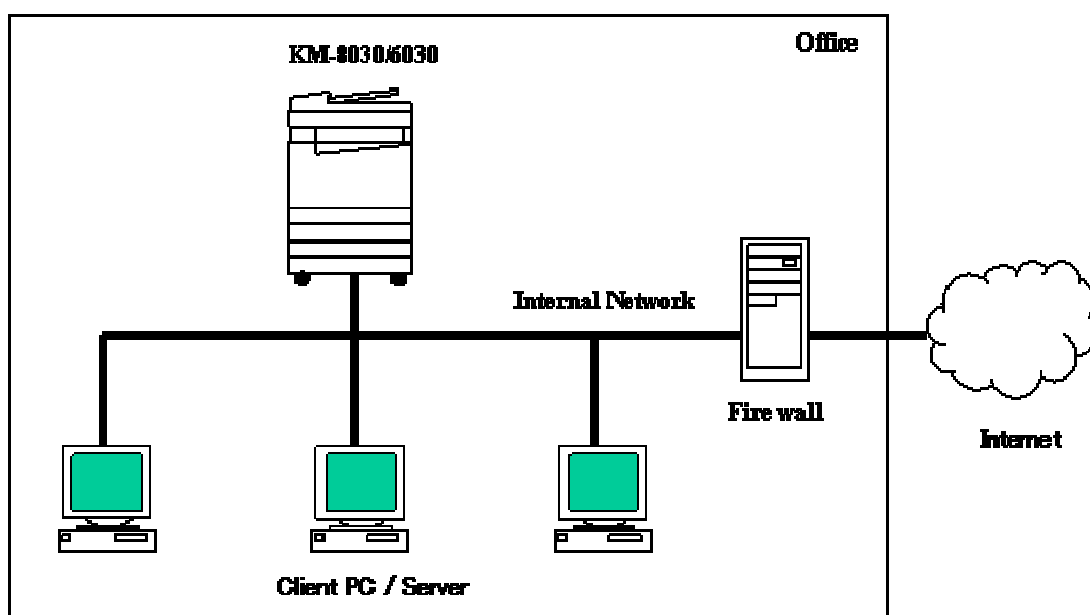 Office
KM-8030/6030
Internal Network
Fire wall
Internet
Client PC / Server